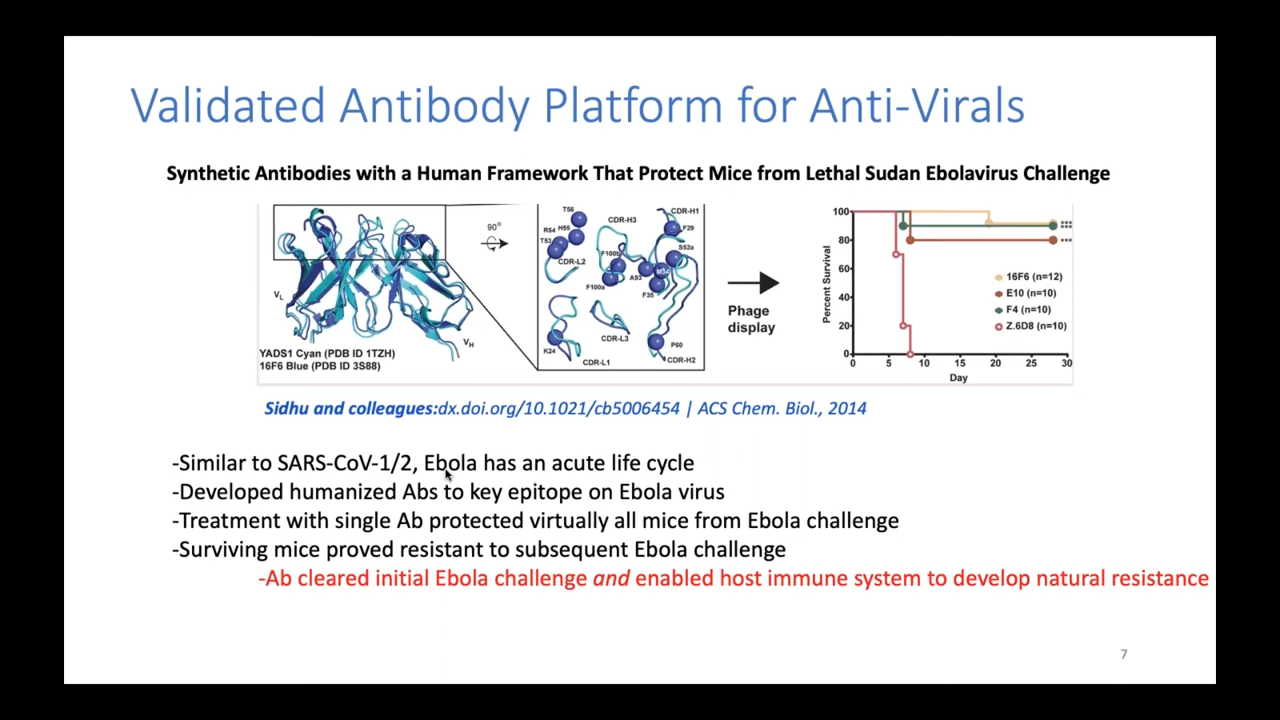 Validated Antibody Platform for Anti-Virals
Synthetic Antibodies with a Human Framework That Protect Mice from Lethal Sudan Ebolavirus Challenge
VL
VH
YADS1 Cyan (PDB ID 1TZH)
16F6 Blue (PDB ID 3S88)
90°
T56
R54 H55
T53
CDR-L2
CDR-H3
CDR-H1
F29
S52a
F100b
A93
M34
F100a
F35
CDR-L3
K24
CDR-L1
P60
CDR-H2
Phage
display
Percent Survival
100
80
60
40
20
0
0 5 10 15 20 25 30
Day
***
***
***
16F6 (n=12)
E10 (n=10)
F4 (n=10)
Z.6D8 (n=10)
Sidhu and colleagues:dx.doi.org/10.1021/cb5006454 | ACS Chem. Biol., 2014
-Similar to SARS-CoV-1/2, Ebola has an acute life cycle
-Developed humanized Abs to key epitope on Ebola virus
-Treatment with single Ab protected virtually all mice from Ebola challenge
-Surviving mice proved resistant to subsequent Ebola challenge
-Ab cleared initial Ebola challenge and enabled host immune system to develop natural resistance
7